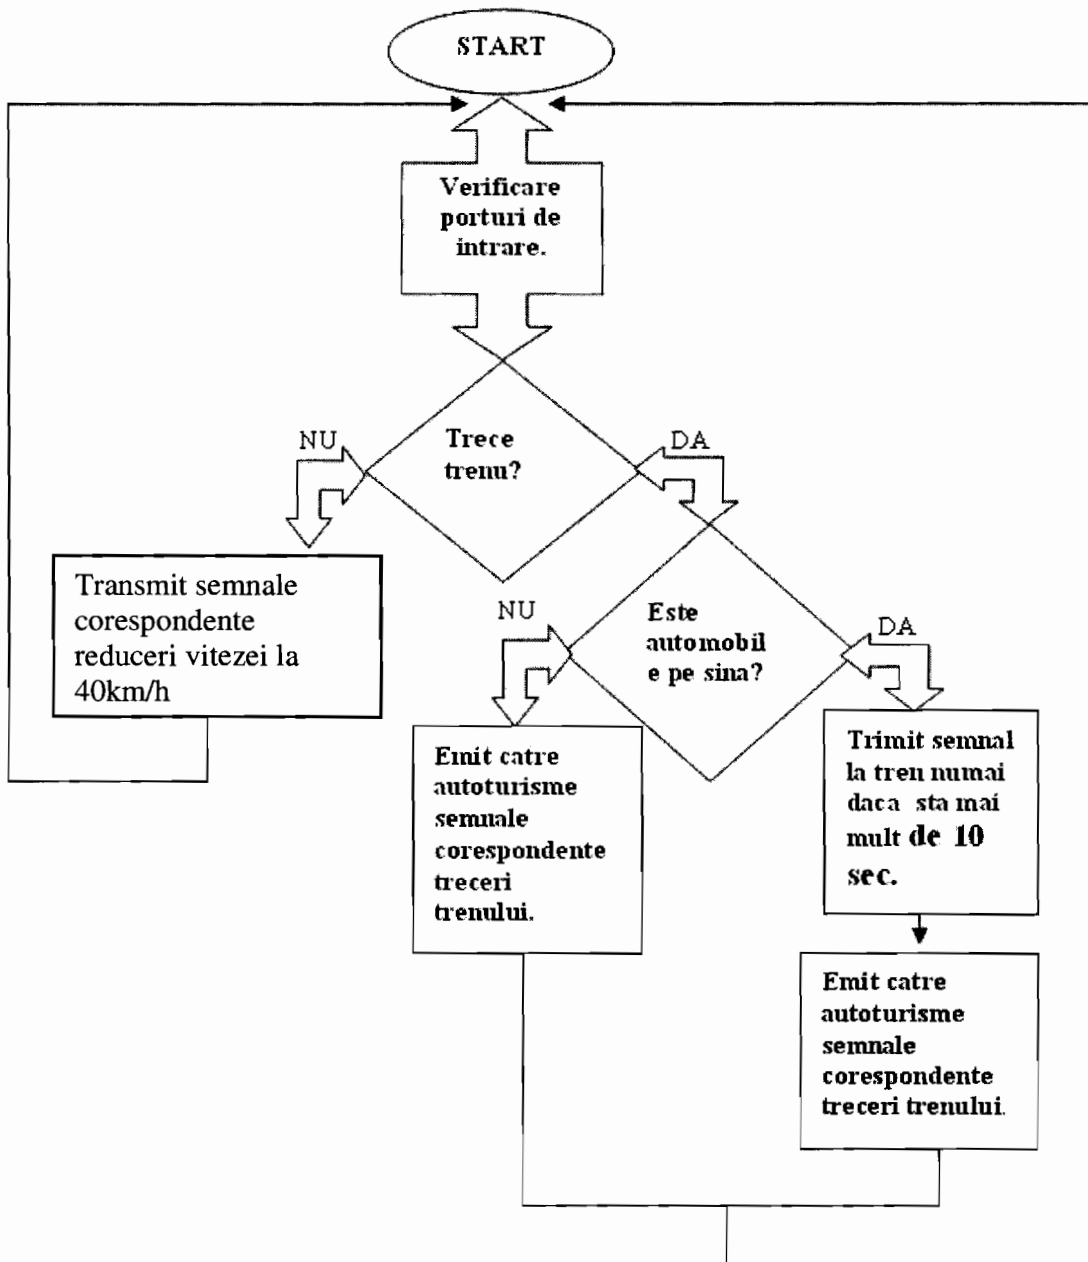 START
Verificare
porturi de
intrare.
Trece
trenu?
NU
DA
Transmit semnale
corespondente
reduceri vitezei la
40km/h
Este
automobil
e pe sina?
NU
DA
Emit catre
autoturisme
semnale
corespondente
treceri
trenului.
Trimit semnal
la tren numai
daca sta mai
mult de 10
sec.
Emit catre
autoturisme
semnale
corespondente
treceri trenului.